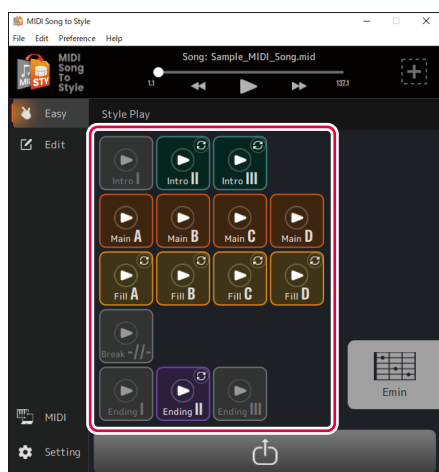 MIDI Song to Style
File Edit Preference Help
MIDI Song To Style
MI STY
Song: Sample_MIDI_Song.mid
1.1
137.1
Easy
Style Play
Edit
Intro I
Intro II
Intro III
Main A
Main B
Main C
Main D
Fill A
Fill B
Fill C
Fill D
Break -//-
Emin
Ending I
Ending II
Ending III
MIDI
Setting